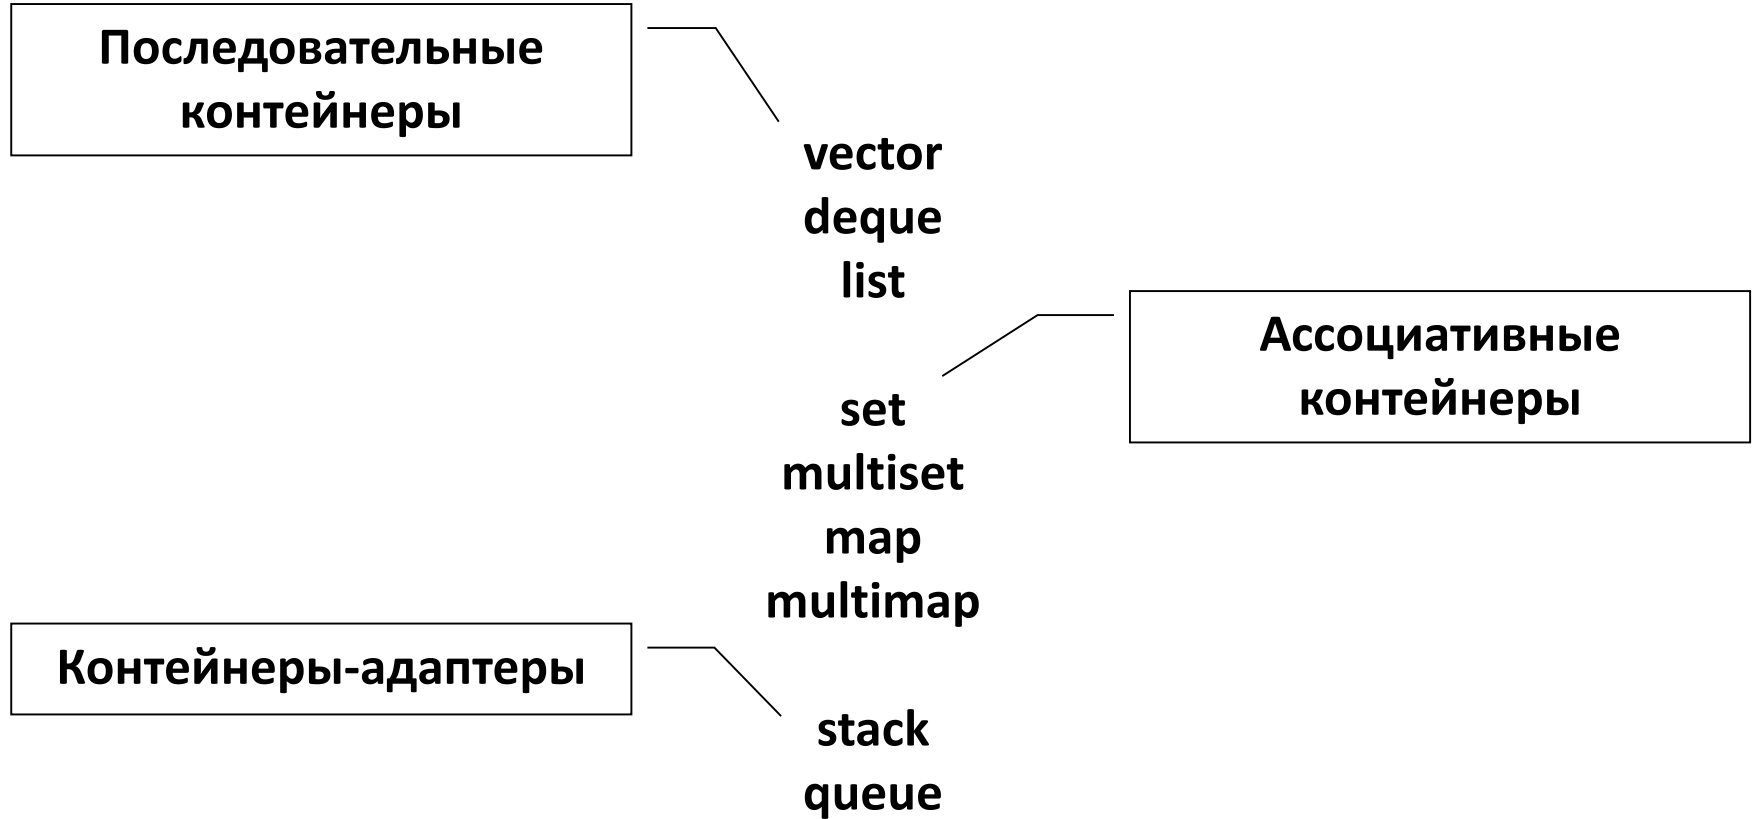 Последовательные
контейнеры
vector
deque
list
Ассоциативные
контейнеры
set
multiset
map
multimap
Контейнеры-адаптеры
stack
queue